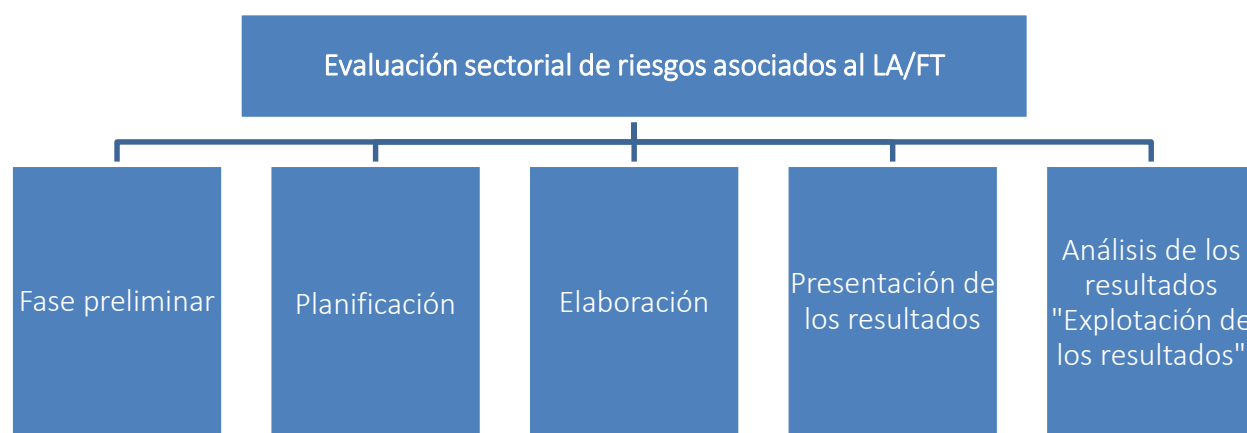 Evaluación sectorial de riesgos asociados al LA/FT
Fase preliminar
Planificación
Elaboración
Presentación de
los resultados
Análisis de los
resultados
"Explotación de
los resultados"